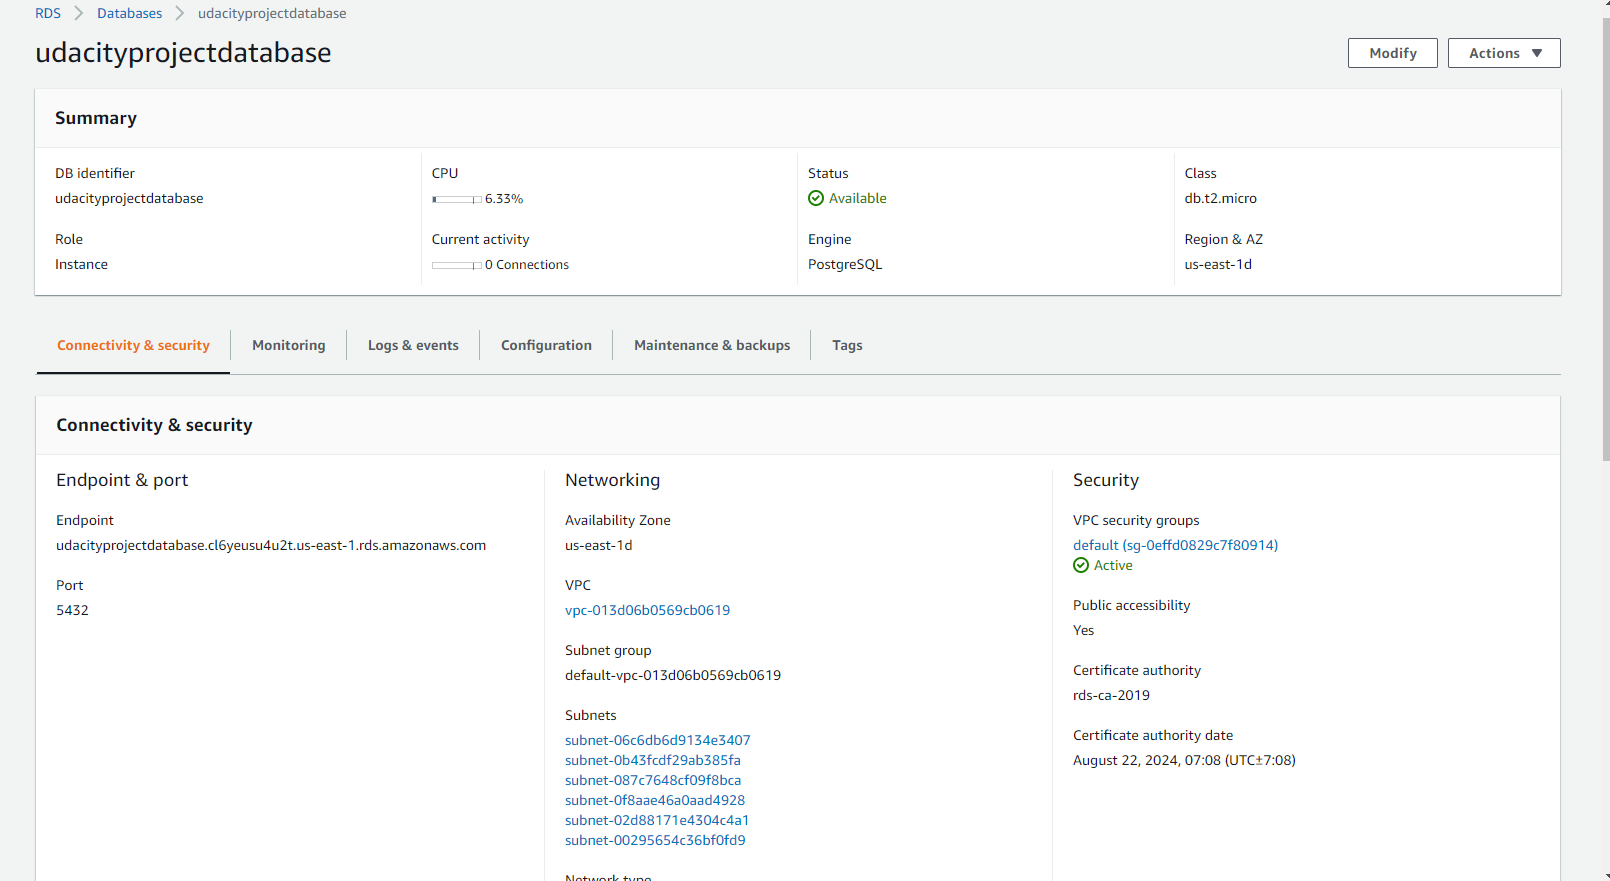 RDS > Databases > udacityprojectdatabase
udacityprojectdatabase
Modify
Actions
Summary
DB identifier
udacityprojectdatabase
CPU
6.33%
Status
Available
Class
db.t2.micro
Role
Instance
Current activity
0 Connections
Engine
PostgreSQL
Region & AZ
us-east-1d
Connectivity & security
Monitoring
Logs & events
Configuration
Maintenance & backups
Tags
Connectivity & security
Endpoint & port
Endpoint
udacityprojectdatabase.cl6yeusu4u2t.us-east-1.rds.amazonaws.com
Port
5432
Networking
Availability Zone
us-east-1d
VPC
vpc-013d06b0569cb0619
Subnet group
default-vpc-013d06b0569cb0619
Subnets
subnet-06c6db6d9134e3407
subnet-0b43fcdf29ab385fa
subnet-087c7648cf09f8bca
subnet-0f8aae46a0aad4928
subnet-02d88171e4304c4a1
subnet-00295654c36bf0fd9
Network type
Security
VPC security groups
default (sg-0effd0829c7f80914)
Active
Public accessibility
Yes
Certificate authority
rds-ca-2019
Certificate authority date
August 22, 2024, 07:08 (UTC±7:08)